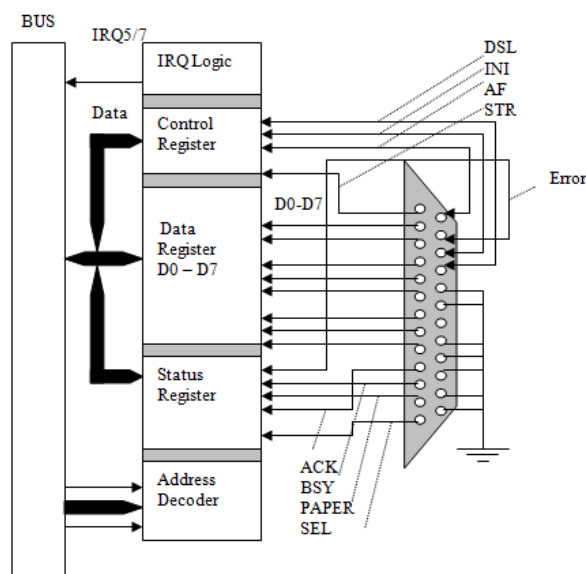 BUS
IRQ5/7
IRQ Logic
Data
Control
Register
DSL
INI
AF
STR
Error
D0-D7
Data
Register
D0 – D7
Status
Register
Address
Decoder
ACK
BSY
PAPER
SEL